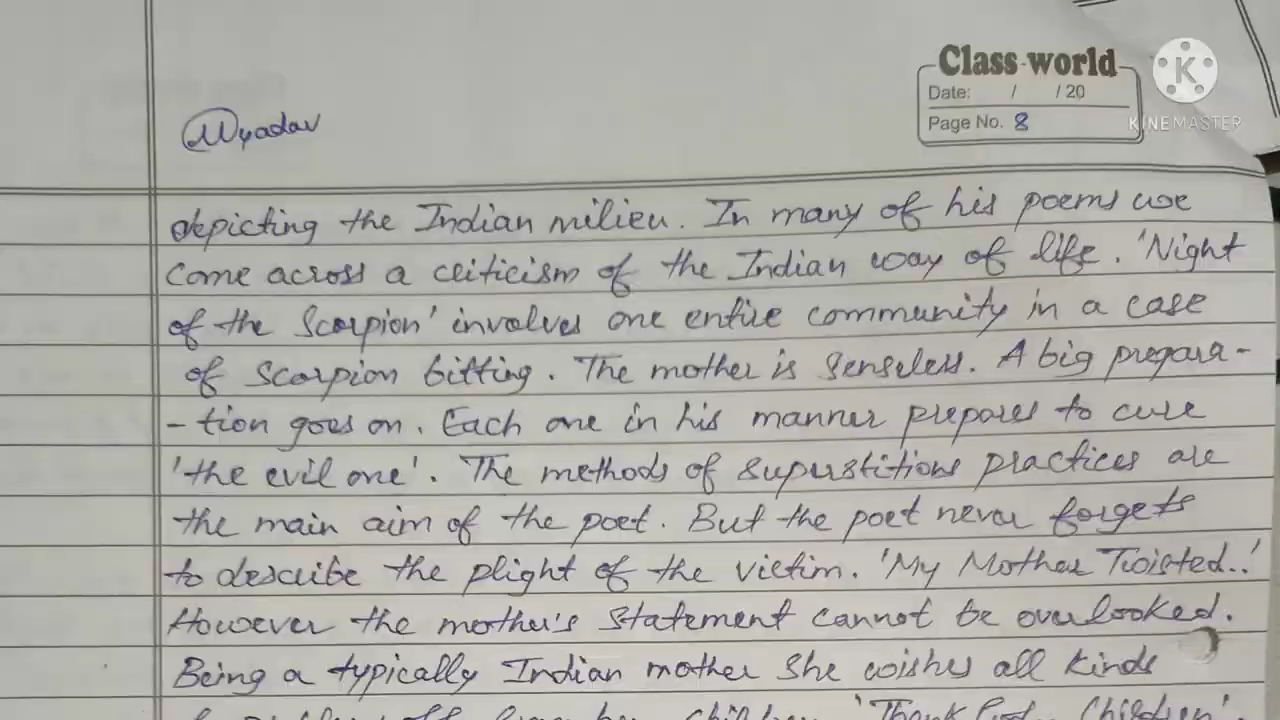 Class world
Date: / / 20
Page No. 8
KINEMASTER
@Wyadav
depicting the Indian milieu. In many of his poems we
come across a criticism of the Indian way of life. 'Night
of the Scorpion' involves one entire community in a case
of scorpion bitting. The mother is senseless. A big prepara-
-tion goes on. Each one in his manner prepares to cure
'the evil one'. The methods of superstitions practices are
the main aim of the poet. But the poet never forgets
to describe the plight of the victim. 'My Mother Twisted..'
However the mother's statement cannot be overlooked.
Being a typically Indian mother she wishes all kinds
children 'Thank God Children'.